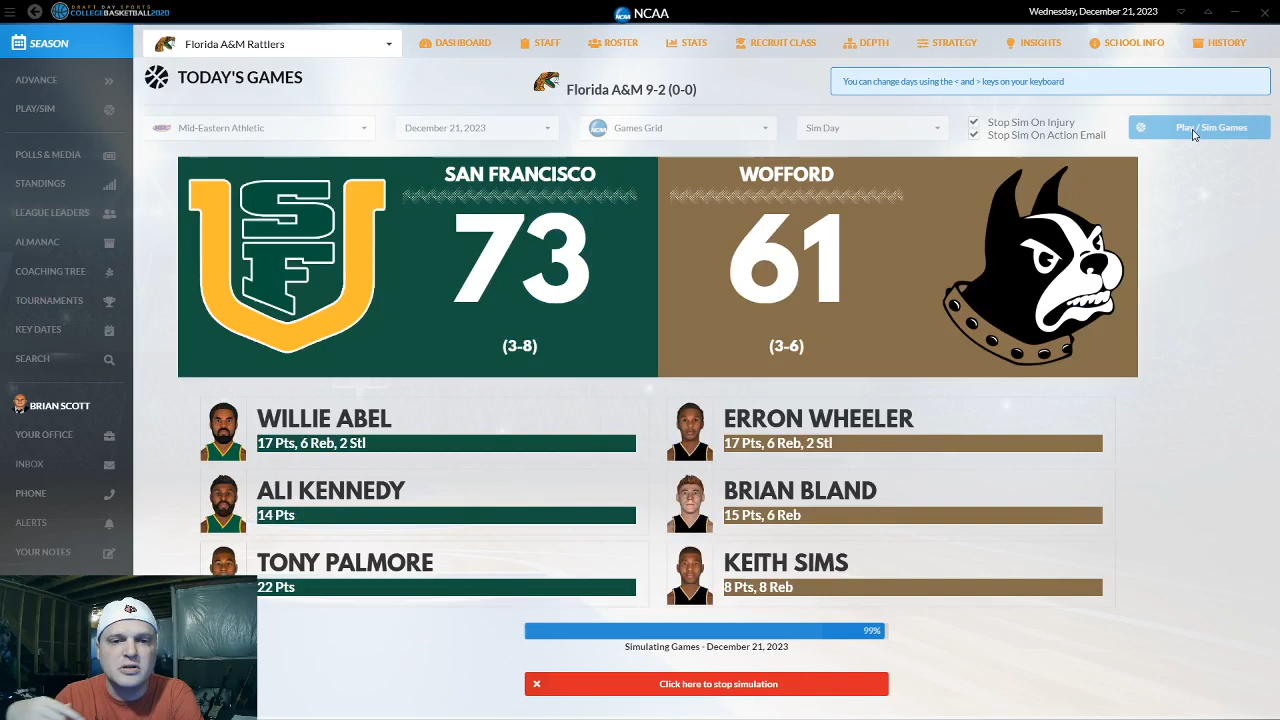 DRAFT DAY SPORTS
COLLEGEBASKETBALL2020
NCAA
Wednesday, December 21, 2023
SEASON
Florida A&M Rattlers
DASHBOARD
STAFF
ROSTER
STATS
RECRUIT CLASS
DEPTH
STRATEGY
INSIGHTS
SCHOOL INFO
HISTORY
ADVANCE
PLAY/SIM
POLLS & MEDIA
STANDINGS
LEAGUE LEADERS
ALMANAC
COACHING TREE
TOURNAMENTS
KEY DATES
SEARCH
BRIAN SCOTT
YOUR OFFICE
INBOX
PHONE
ALERTS
YOUR NOTES
TODAY'S GAMES
Florida A&M 9-2 (0-0)
You can change days using the < and > keys on your keyboard
Mid-Eastern Athletic
December 21, 2023
NCAA
Games Grid
Sim Day
Stop Sim On Injury
Stop Sim On Action Email
Play / Sim Games
SF
SAN FRANCISCO
73
(3-8)
WOFFORD
61
(3-6)
WILLIE ABEL
17 Pts, 6 Reb, 2 Stl
ERRON WHEELER
17 Pts, 6 Reb, 2 Stl
ALI KENNEDY
14 Pts
BRIAN BLAND
15 Pts, 6 Reb
TONY PALMORE
22 Pts
KEITH SIMS
8 Pts, 8 Reb
99%
Simulating Games - December 21, 2023
Click here to stop simulation